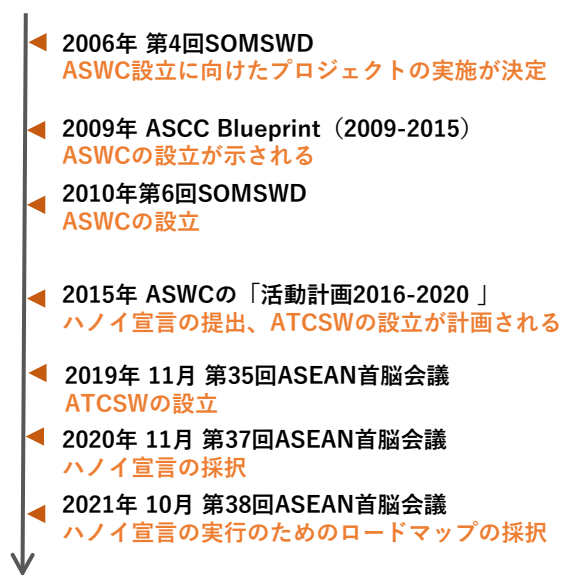 2006年 第4回SOMSWD
ASWC設立に向けたプロジェクトの実施が決定
2009年 ASCC Blueprint（2009-2015）
ASWCの設立が示される
2010年第6回SOMSWD
ASWCの設立
2015年 ASWCの「活動計画2016-2020 」
ハノイ宣言の提出、ATCSWの設立が計画される
2019年 11月 第35回ASEAN首脳会議
ATCSWの設立
2020年 11月 第37回ASEAN首脳会議
ハノイ宣言の採択
2021年 10月 第38回ASEAN首脳会議
ハノイ宣言の実行のためのロードマップの採択